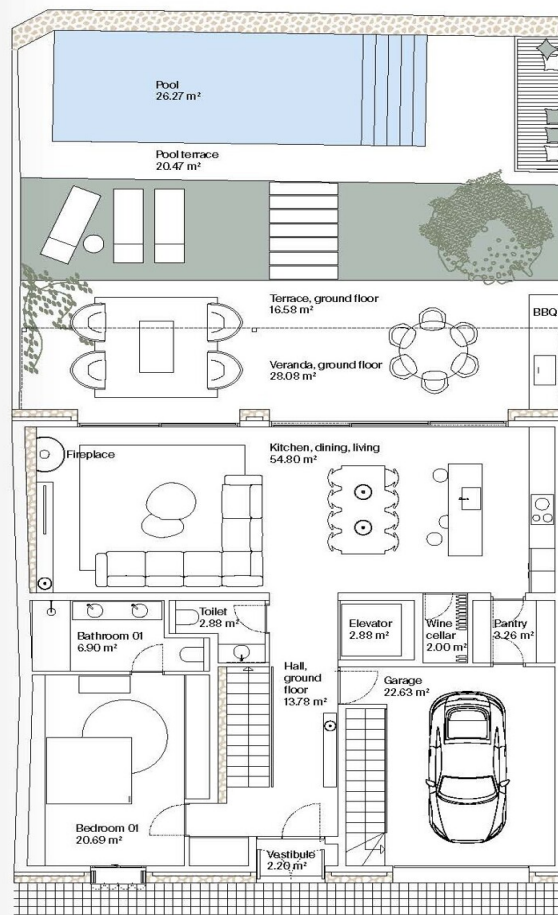 Pool
26.27 m²
Pool terrace
20.47 m²
Terrace, ground floor
16.58 m²
BBQ
Veranda, ground floor
28.08 m²
Kitchen, dining, living
54.80 m²
Fireplace
Toilet
2.88 m²
Bathroom 01
6.90 m²
Elevator
2.88 m²
Wine
cellar
2.00 m²
Pantry
3.26 m²
Hall,
ground
floor
13.78 m²
Garage
22.63 m²
Bedroom 01
20.69 m²
Vestibule
2.20 m²